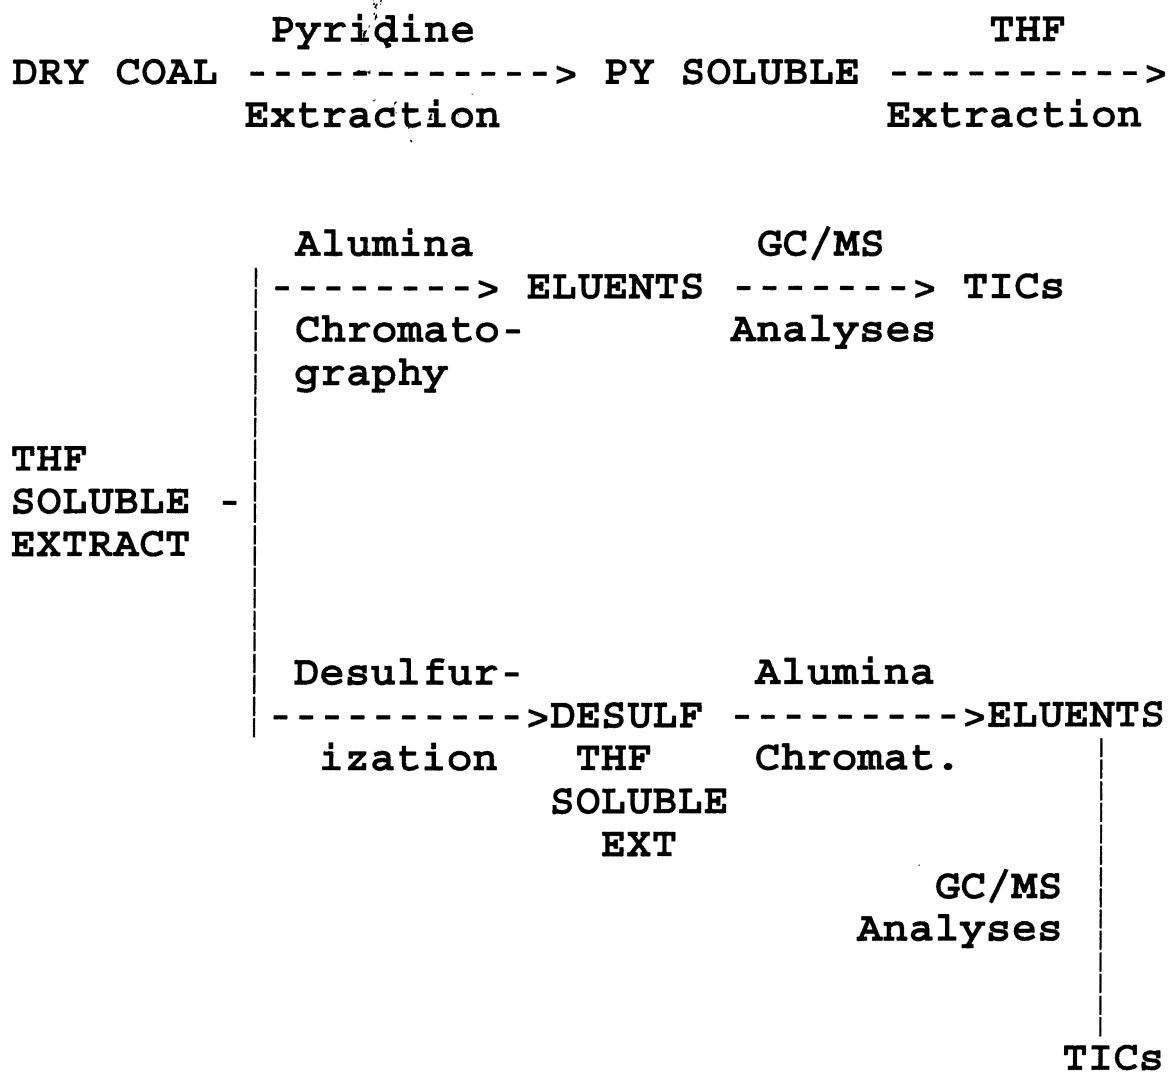 Pyridine THF
DRY COAL ------------> PY SOLUBLE ---------->
Extraction Extraction
Alumina GC/MS
--------> ELUENTS -------> TICs
Chromato- Analyses
graphy
THF
SOLUBLE -
EXTRACT
Desulfur- Alumina
---------->DESULF --------->ELUENTS
ization THF Chromat.
SOLUBLE
EXT
GC/MS
Analyses
TICs